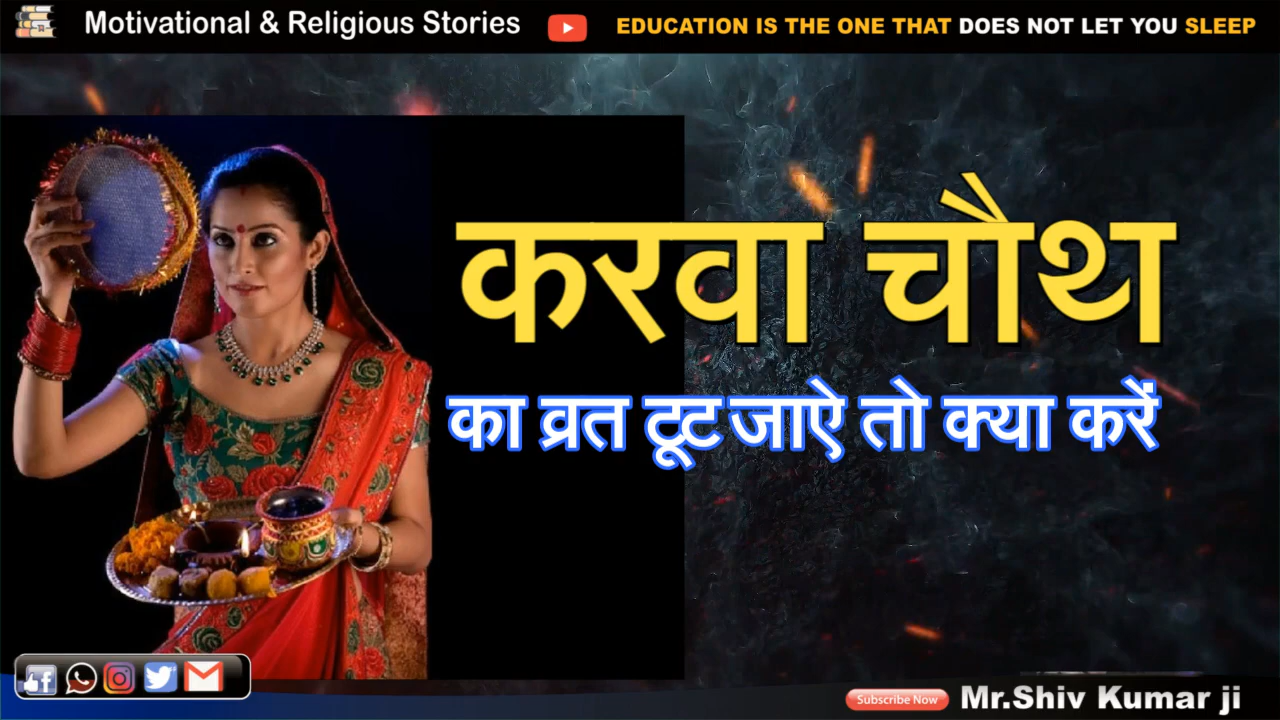 Motivational & Religious Stories
EDUCATION IS THE ONE THAT DOES NOT LET YOU SLEEP
करवा चौथ
का व्रत टूट जाऐ तो क्या करें
Subscribe Now
Mr.Shiv Kumar ji